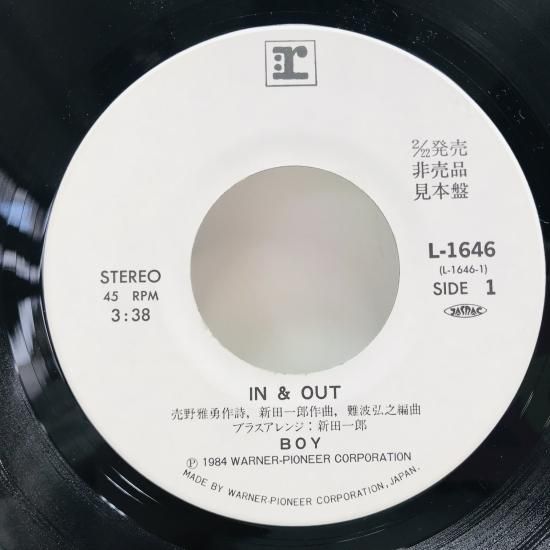 r
2/22発売
非売品
見本盤
L-1646
(L-1646-1)
SIDE 1
JASRAC
STEREO
45 RPM
3:38
IN & OUT
売野雅勇作詩, 新田一郎作曲, 難波弘之編曲
ブラスアレンジ:新田一郎
BOY
Ⓟ 1984 WARNER-PIONEER CORPORATION
MADE BY WARNER-PIONEER CORPORATION, JAPAN.